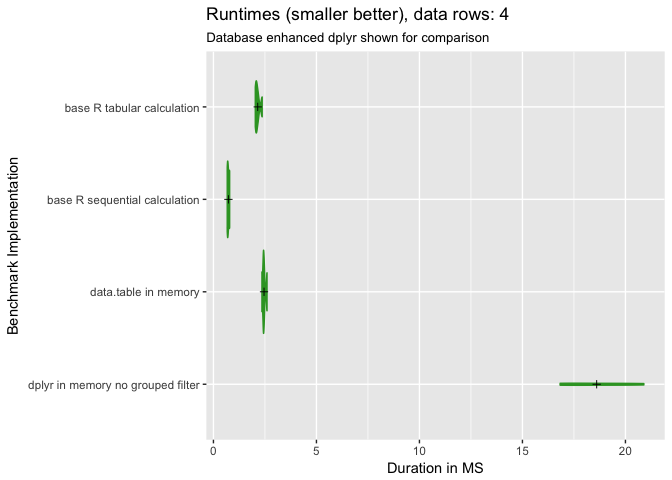 Runtimes (smaller better), data rows: 4
Database enhanced dplyr shown for comparison
Benchmark Implementation
base R tabular calculation
base R sequential calculation
data.table in memory
dplyr in memory no grouped filter
0 5 10 15 20
Duration in MS